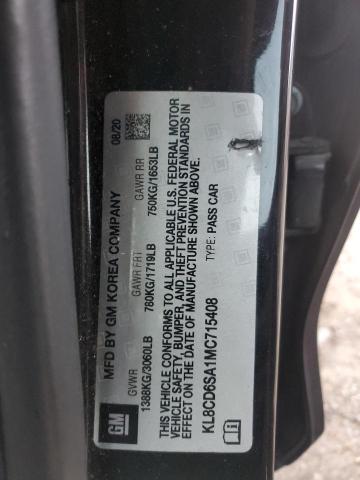 MFD BY GM KOREA COMPANY 08/20
GVWR GAWR FRT GAWR RR
1388KG/3060LB 780KG/1719LB 750KG/1653LB
THIS VEHICLE CONFORMS TO ALL APPLICABLE U.S. FEDERAL MOTOR
VEHICLE SAFETY, BUMPER, AND THEFT PREVENTION STANDARDS IN
EFFECT ON THE DATE OF MANUFACTURE SHOWN ABOVE.
KL8CD6SA1MC715408 TYPE: PASS CAR
GM